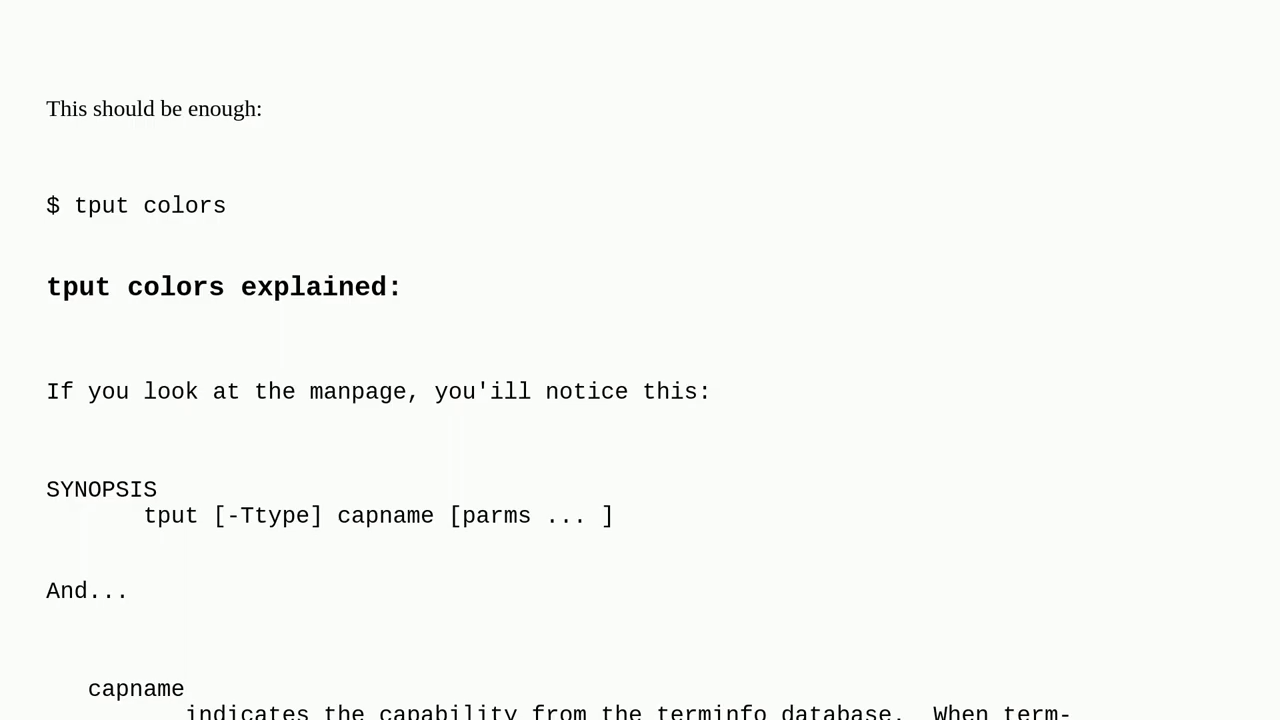 This should be enough:
$ tput colors
tput colors explained:
If you look at the manpage, you'ill notice this:
SYNOPSIS
tput [-Ttype] capname [parms ... ]
And...
capname
indicates the capability from the terminfo database. When term-